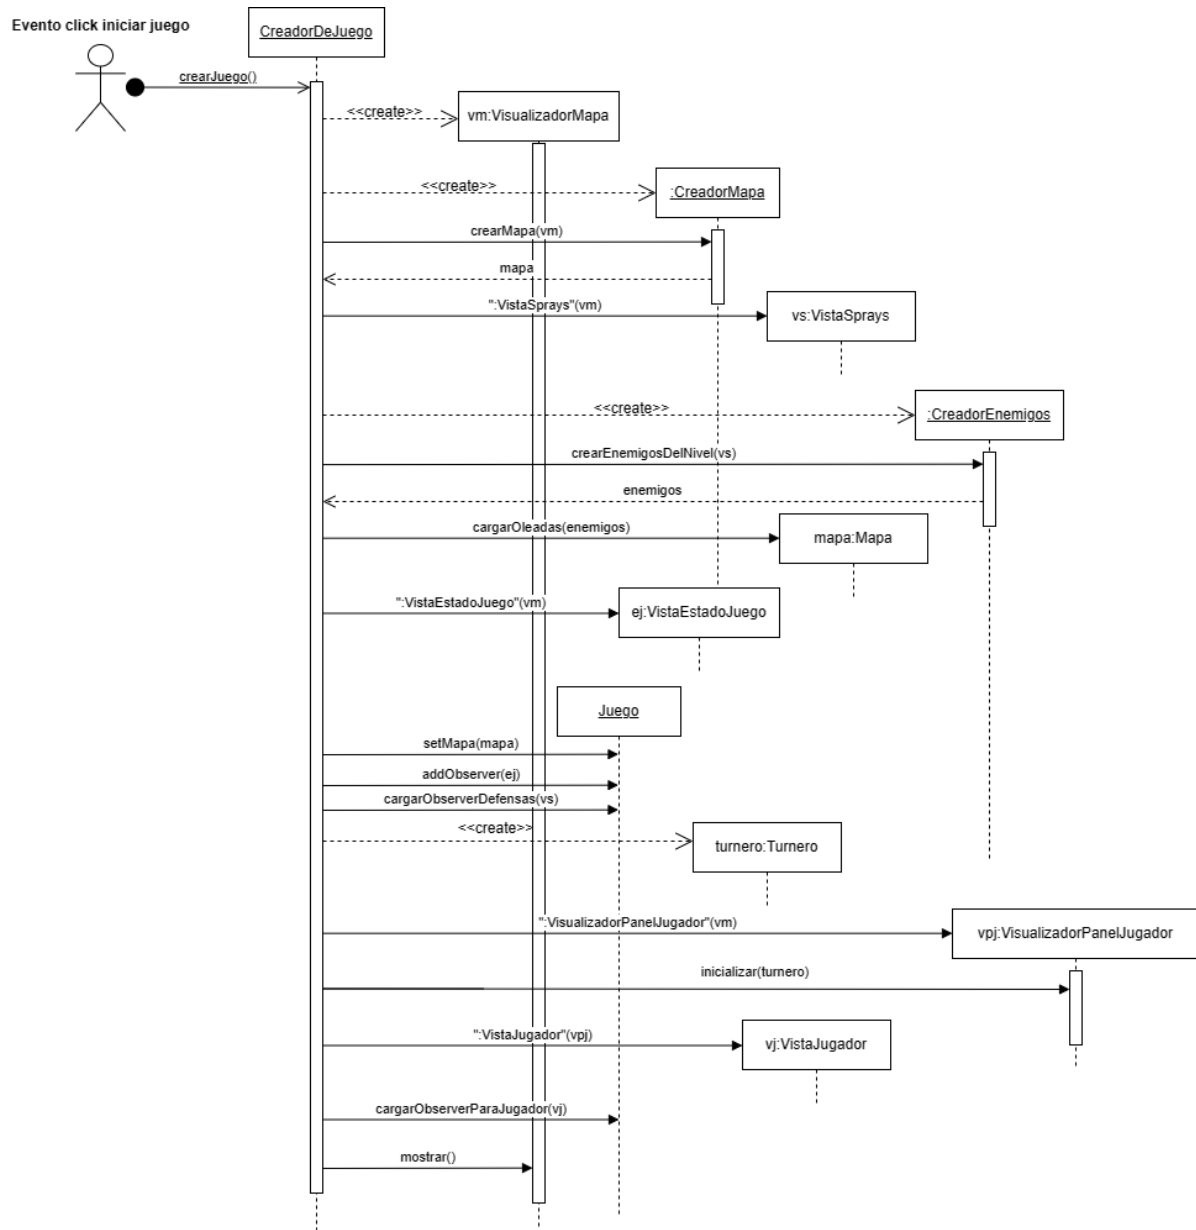 Evento click iniciar juego
CreadorDeJuego
crearJuego()
<<create>>
vm:VisualizadorMapa
<<create>>
:CreadorMapa
crearMapa(vm)
mapa
":VistaSprays"(vm)
vs:VistaSprays
<<create>>
:CreadorEnemigos
crearEnemigosDelNivel(vs)
enemigos
cargarOleadas(enemigos)
mapa:Mapa
":VistaEstadoJuego"(vm)
ej:VistaEstadoJuego
Juego
setMapa(mapa)
addObserver(ej)
cargarObserverDefensas(vs)
<<create>>
turnero:Turnero
":VisualizadorPanelJugador"(vm)
vpj:VisualizadorPanelJugador
inicializar(turnero)
":VistaJugador"(vpj)
vj:VistaJugador
cargarObserverParaJugador(vj)
mostrar()